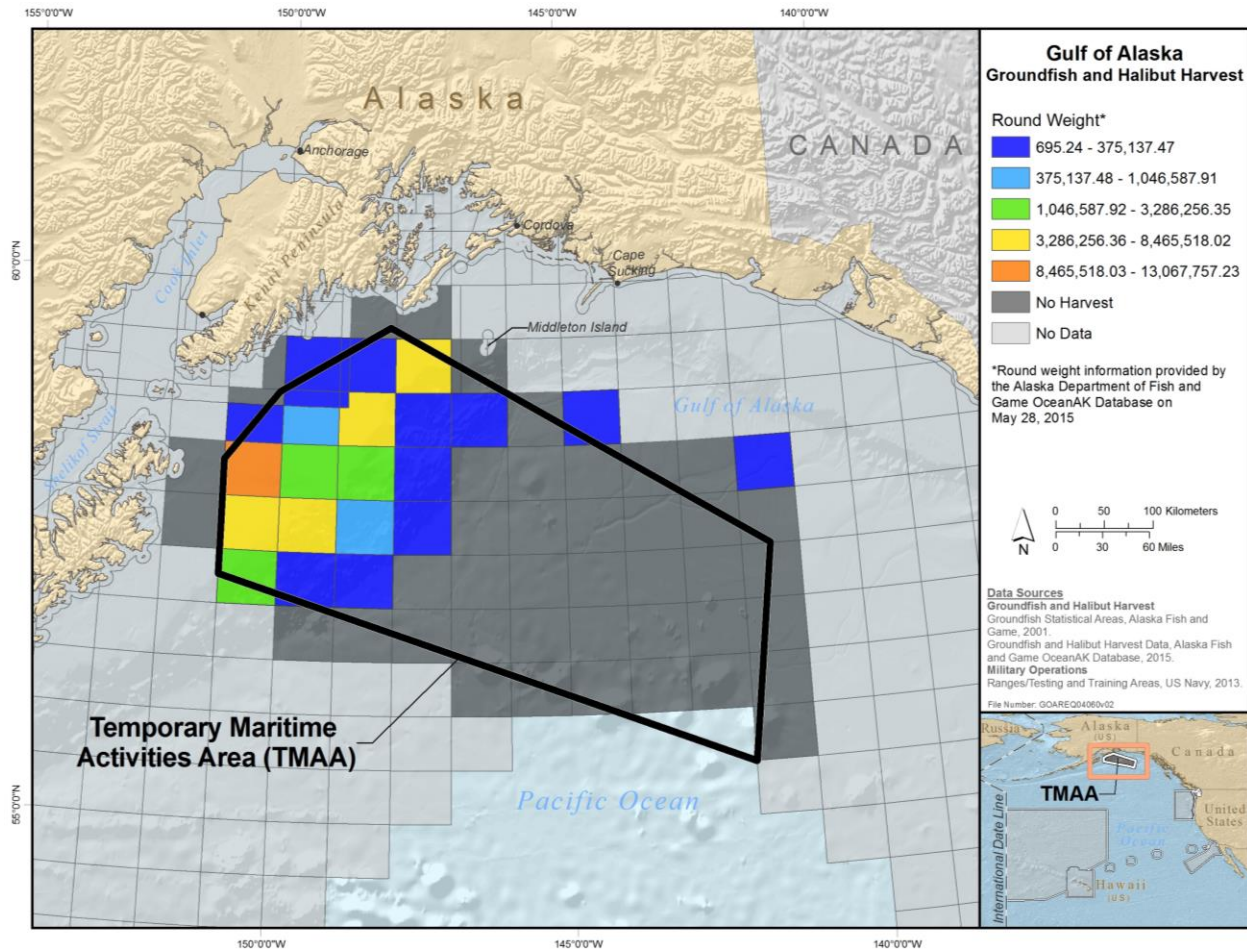 155°0'0"W
150°0'0"W
145°0'0"W
140°0'0"W
Alaska
CANADA
Anchorage
Cook Inlet
Kenai Peninsula
Cordova
Cape
Sucking
60°0'0"N
Middleton Island
Gulf of Alaska
Shelikof Strait
Temporary Maritime
Activities Area (TMAA)
Pacific Ocean
55°0'0"N
150°0'0"W
145°0'0"W
140°0'0"W
Gulf of Alaska
Groundfish and Halibut Harvest
Round Weight*
695.24 - 375,137.47
375,137.48 - 1,046,587.91
1,046,587.92 - 3,286,256.35
3,286,256.36 - 8,465,518.02
8,465,518.03 - 13,067,757.23
No Harvest
No Data
*Round weight information provided by
the Alaska Department of Fish and
Game OceanAK Database on
May 28, 2015
N
0 50 100 Kilometers
0 30 60 Miles
Data Sources
Groundfish and Halibut Harvest
Groundfish Statistical Areas, Alaska Fish and
Game, 2001.
Groundfish and Halibut Harvest Data, Alaska Fish
and Game OceanAK Database, 2015.
Military Operations
Ranges/Testing and Training Areas, US Navy, 2013.
File Number: GOAREQ04060v02
Russia
Alaska
(US)
Canada
TMAA
United
States
Pacific
Ocean
International Date Line
Hawaii
(US)